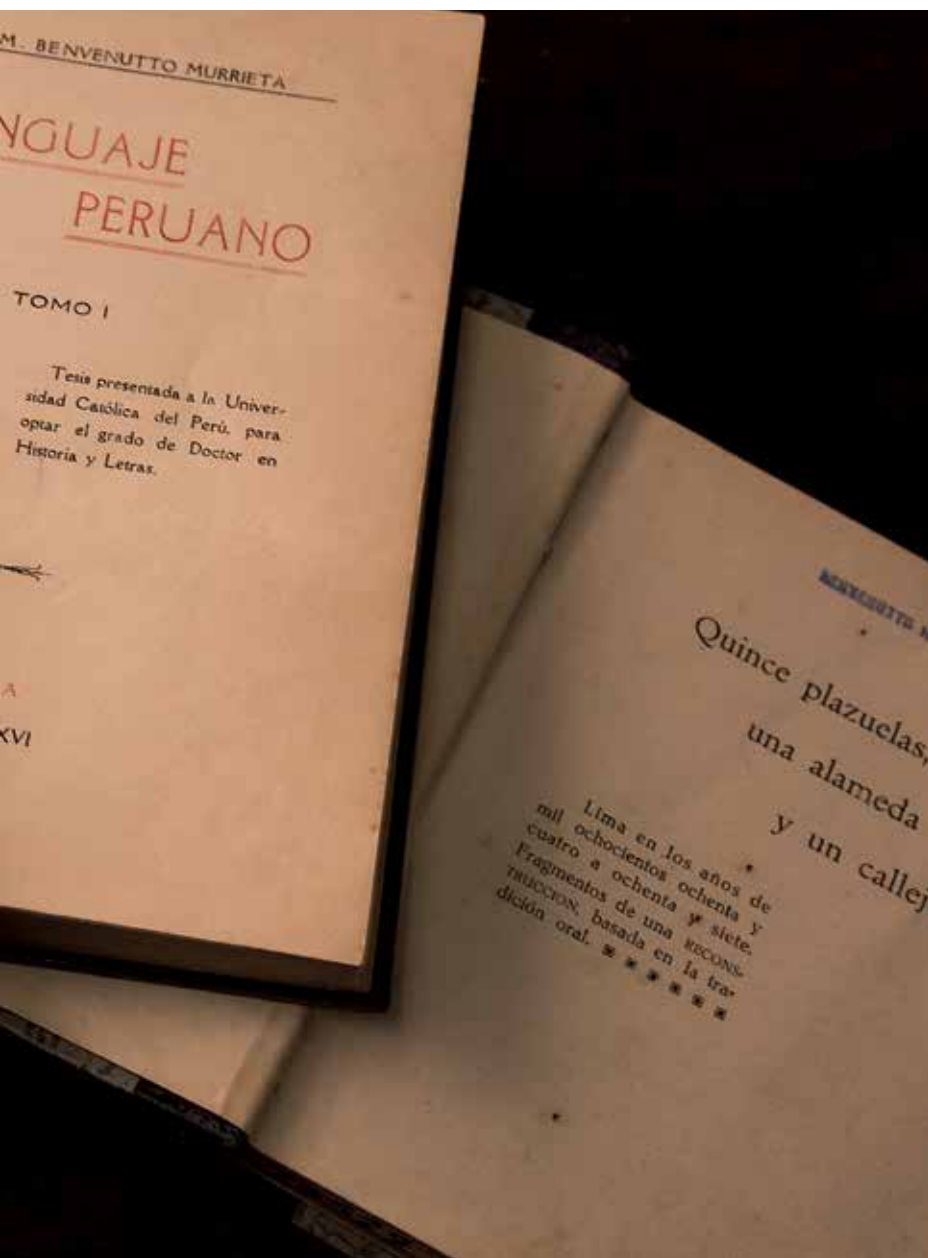 M. BENVENUTTO MURRIETA
NGUAJE
PERUANO
TOMO I
Tesis presentada a la Univer-
sidad Católica del Perú, para
optar el grado de Doctor en
Historia y Letras.
A
XVI
Quince plazuelas,
una alameda
y un callej
Lima en los años de
mil ochocientos ochenta y
cuatro a ochenta y siete.
Fragmentos de una RECONS-
TRUCCION, basada en la tra-
dición oral.